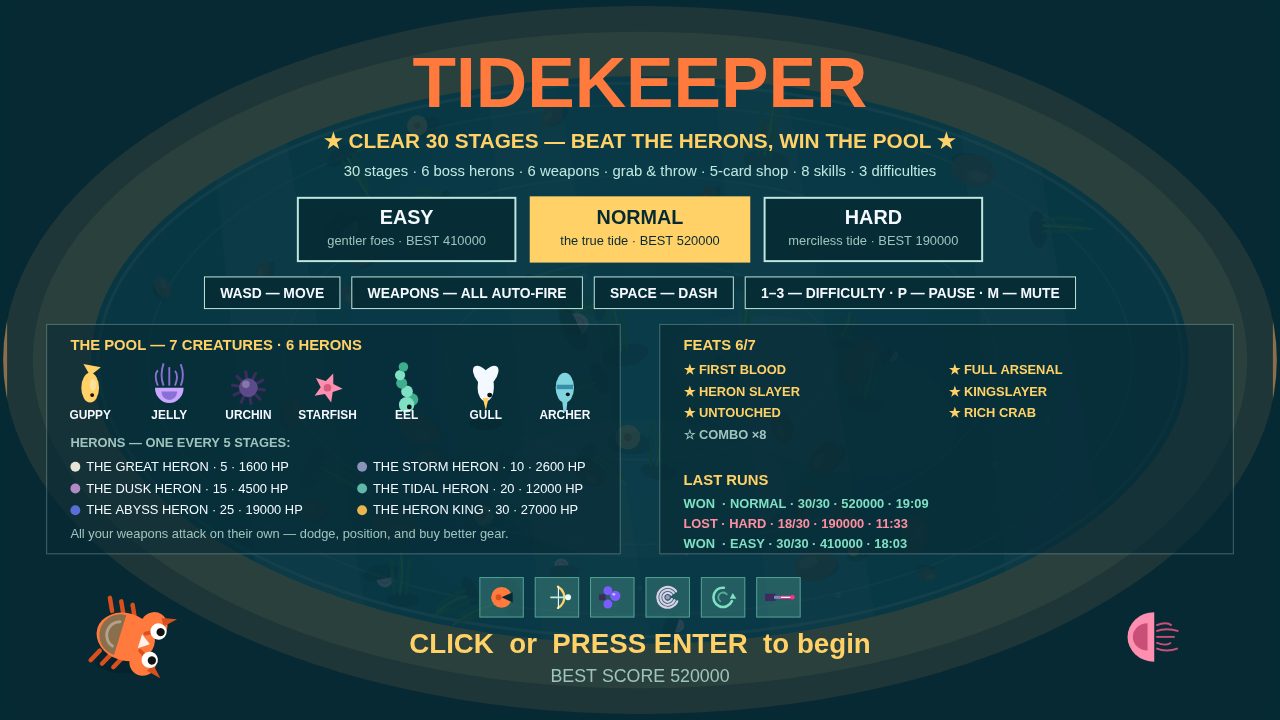 TIDEKEEPER
★ CLEAR 30 STAGES — BEAT THE HERONS, WIN THE POOL ★
30 stages · 6 boss herons · 6 weapons · grab & throw · 5-card shop · 8 skills · 3 difficulties
EASY
gentler foes · BEST 410000
NORMAL
the true tide · BEST 520000
HARD
merciless tide · BEST 190000
WASD — MOVE
WEAPONS — ALL AUTO-FIRE
SPACE — DASH
1–3 — DIFFICULTY · P — PAUSE · M — MUTE
THE POOL — 7 CREATURES · 6 HERONS
GUPPY
JELLY
URCHIN
STARFISH
EEL
GULL
ARCHER
HERONS — ONE EVERY 5 STAGES:
THE GREAT HERON · 5 · 1600 HP
THE STORM HERON · 10 · 2600 HP
THE DUSK HERON · 15 · 4500 HP
THE TIDAL HERON · 20 · 12000 HP
THE ABYSS HERON · 25 · 19000 HP
THE HERON KING · 30 · 27000 HP
All your weapons attack on their own — dodge, position, and buy better gear.
FEATS 6/7
★ FIRST BLOOD
★ FULL ARSENAL
★ HERON SLAYER
★ KINGSLAYER
★ UNTOUCHED
★ RICH CRAB
☆ COMBO ×8
LAST RUNS
WON · NORMAL · 30/30 · 520000 · 19:09
LOST · HARD · 18/30 · 190000 · 11:33
WON · EASY · 30/30 · 410000 · 18:03
CLICK or PRESS ENTER to begin
BEST SCORE 520000